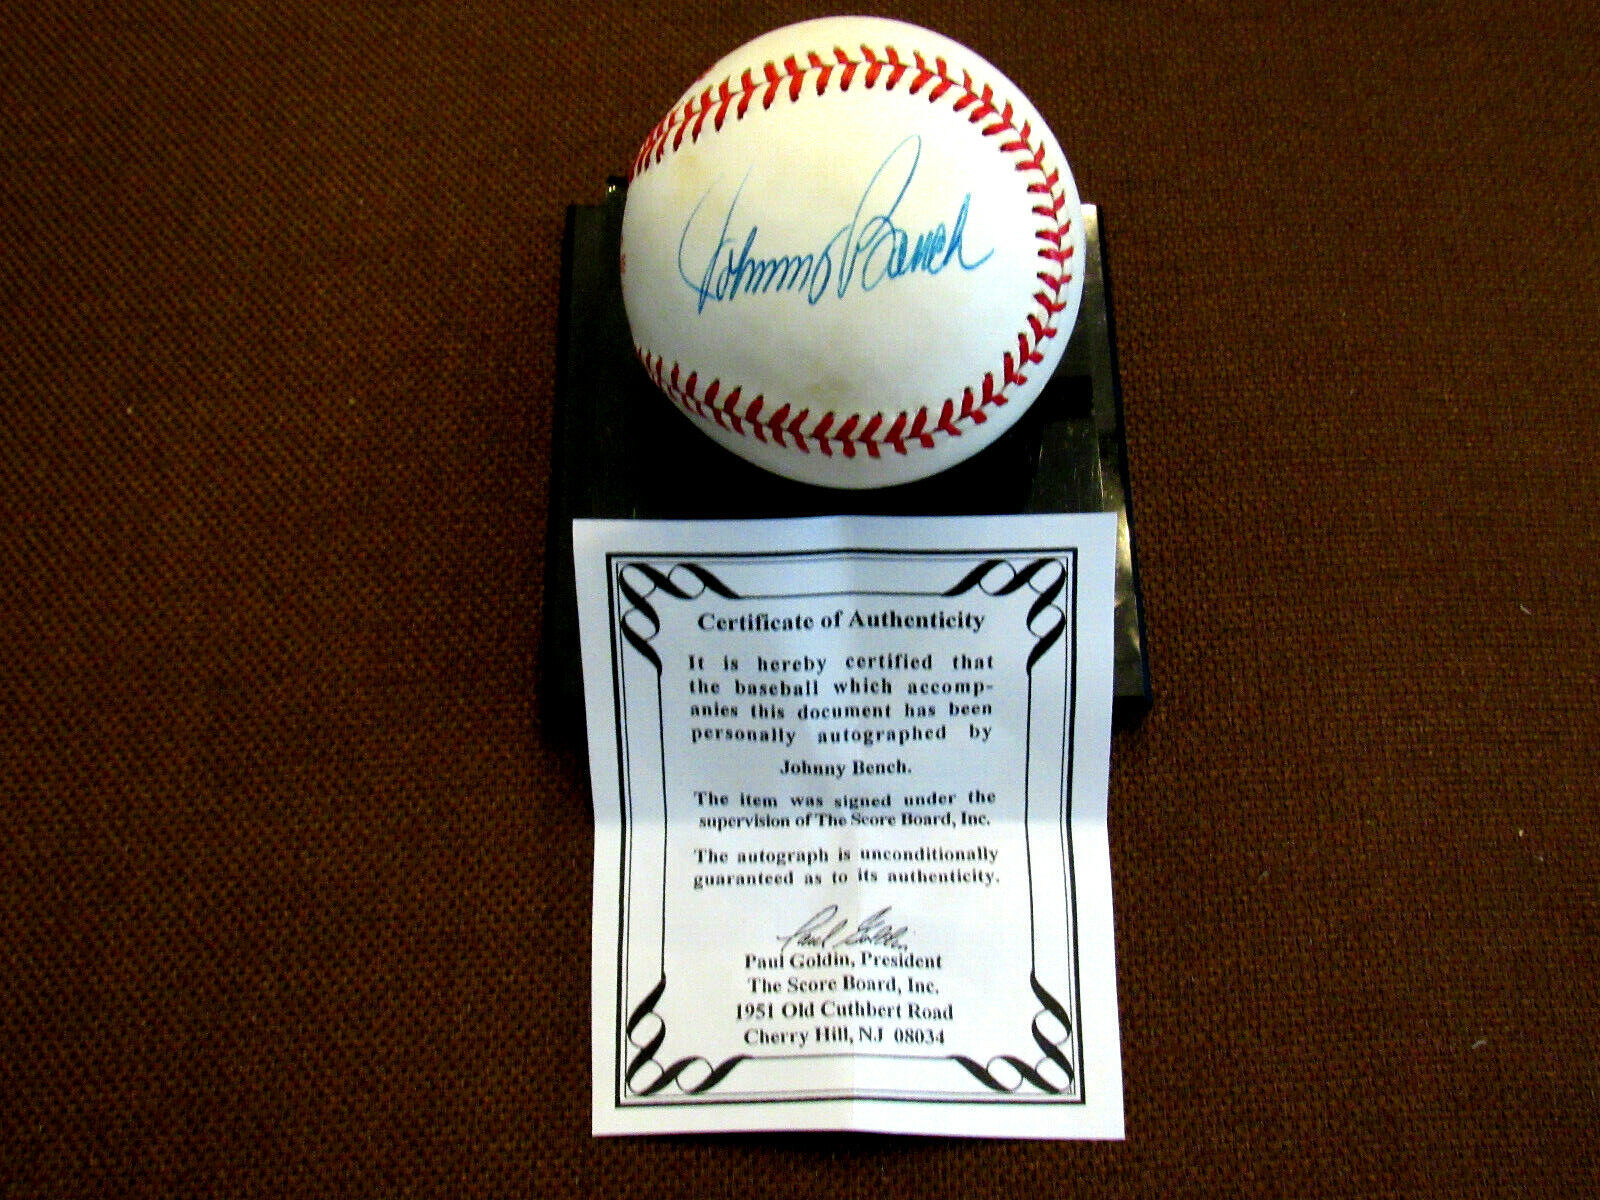 Johnny Bench
Certificate of Authenticity
It is hereby certified that
the baseball which accomp-
anies this document has been
personally autographed by
Johnny Bench.
The item was signed under the
supervision of The Score Board, Inc.
The autograph is unconditionally
guaranteed as to its authenticity.
Paul Goldin
Paul Goldin, President
The Score Board, Inc.
1951 Old Cuthbert Road
Cherry Hill, NJ 08034